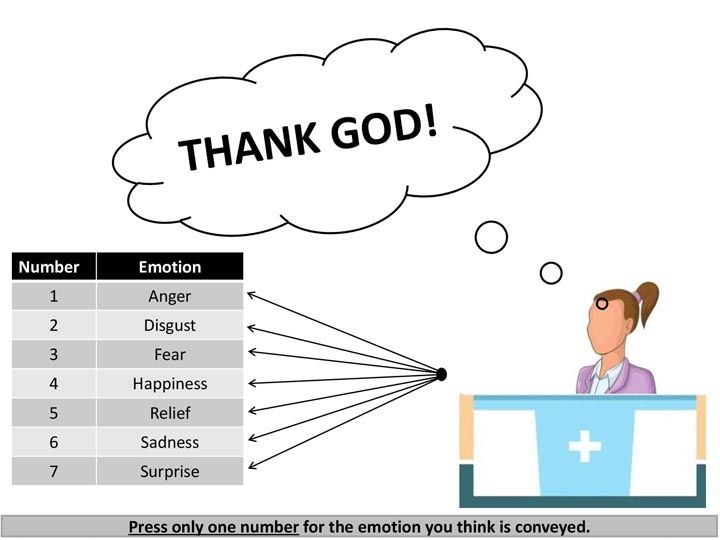 THANK GOD!
Number Emotion
1 Anger
2 Disgust
3 Fear
4 Happiness
5 Relief
6 Sadness
7 Surprise
Press only one number for the emotion you think is conveyed.